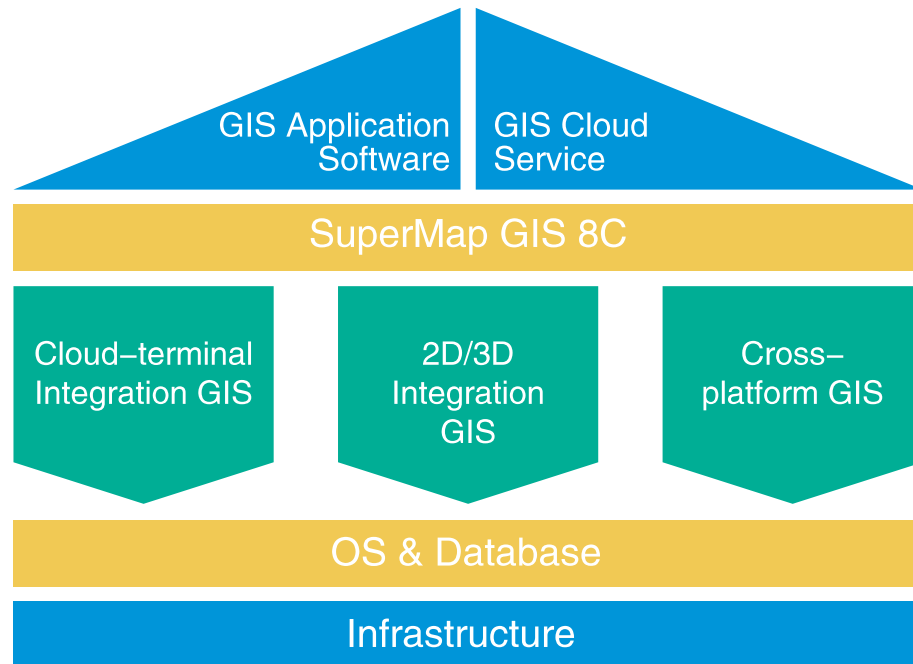 GIS Application
Software
GIS Cloud
Service
SuperMap GIS 8C
Cloud–terminal
Integration GIS
2D/3D
Integration
GIS
Cross–
platform GIS
OS & Database
Infrastructure